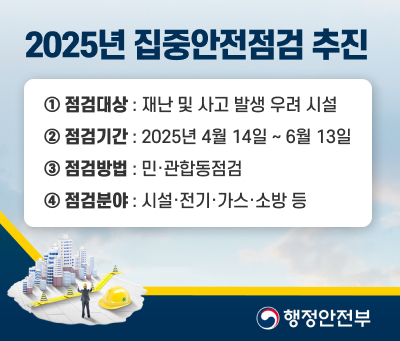 2025년 집중안전점검 추진
① 점검대상 : 재난 및 사고 발생 우려 시설
② 점검기간 : 2025년 4월 14일 ~ 6월 13일
③ 점검방법 : 민·관합동점검
④ 점검분야 : 시설·전기·가스·소방 등
행정안전부